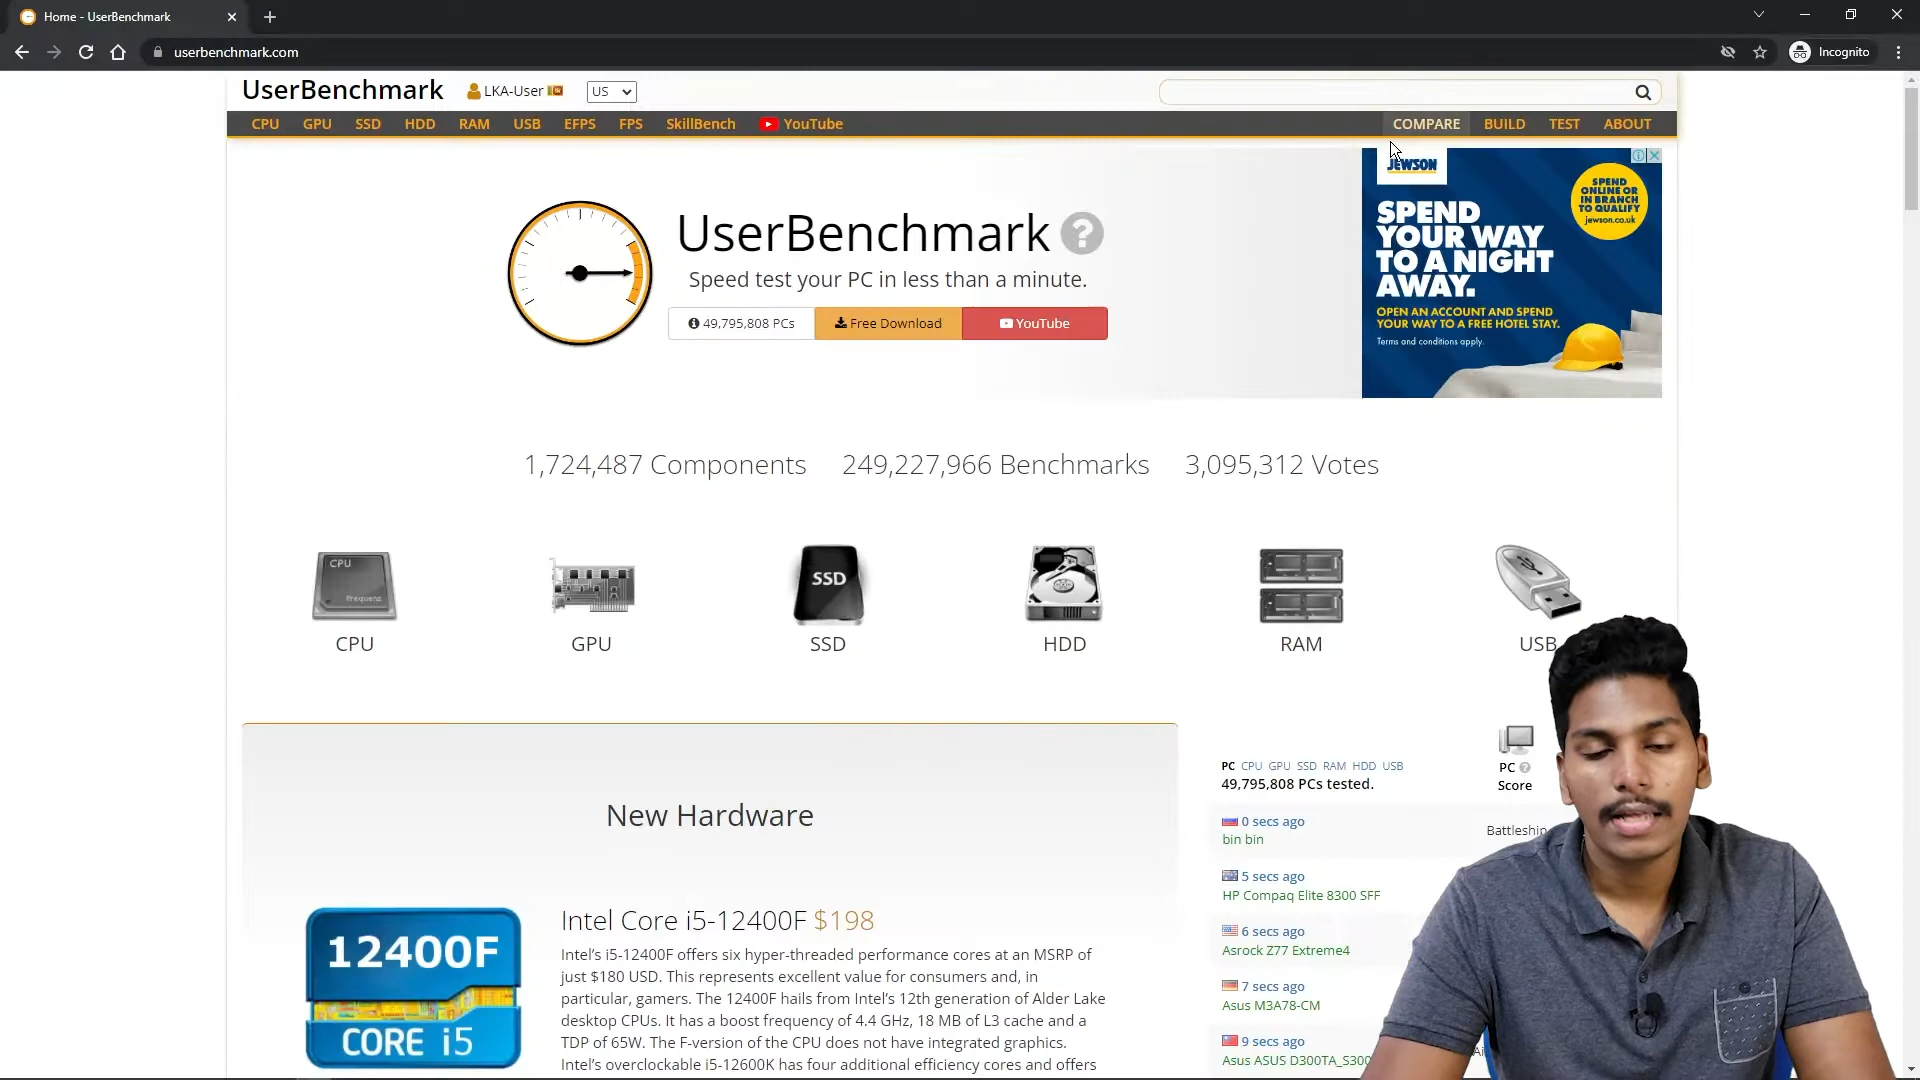 Home - UserBenchmark
userbenchmark.com
Incognito
UserBenchmark
LKA-User
US
CPU GPU SSD HDD RAM USB EFPS FPS SkillBench YouTube
COMPARE BUILD TEST ABOUT
UserBenchmark ?
Speed test your PC in less than a minute.
49,795,808 PCs
Free Download
YouTube
JEWSON
SPEND
YOUR WAY
TO A NIGHT
AWAY.
OPEN AN ACCOUNT AND SPEND
YOUR WAY TO A FREE HOTEL STAY.
Terms and conditions apply.
SPEND
ONLINE OR
IN BRANCH
TO QUALIFY
jewson.co.uk
1,724,487 Components 249,227,966 Benchmarks 3,095,312 Votes
CPU
Frequenz
SSD
CPU
GPU
SSD
HDD
RAM
USB
New Hardware
12400F
CORE i5
Intel Core i5-12400F $198
Intel's i5-12400F offers six hyper-threaded performance cores at an MSRP of
just $180 USD. This represents excellent value for consumers and, in
particular, gamers. The 12400F hails from Intel's 12th generation of Alder Lake
desktop CPUs. It has a boost frequency of 4.4 GHz, 18 MB of L3 cache and a
TDP of 65W. The F-version of the CPU does not have integrated graphics.
Intel's overclockable i5-12600K has four additional efficiency cores and offers
PC CPU GPU SSD RAM HDD USB
49,795,808 PCs tested.
PC
Score
0 secs ago
bin bin
Battleship
5 secs ago
HP Compaq Elite 8300 SFF
6 secs ago
Asrock Z77 Extreme4
7 secs ago
Asus M3A78-CM
9 secs ago
Asus ASUS D300TA_S300